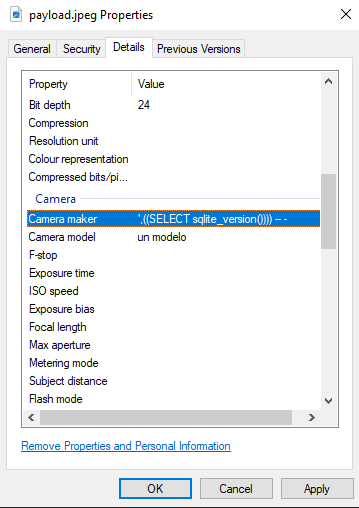 payload.jpeg Properties
General Security Details Previous Versions
Property Value
Bit depth 24
Compression
Resolution unit
Colour representation
Compressed bits/pi...
Camera
Camera maker ',((SELECT sqlite_version()))) -- -
Camera model un modelo
F-stop
Exposure time
ISO speed
Exposure bias
Focal length
Max aperture
Metering mode
Subject distance
Flash mode
Remove Properties and Personal Information
OK Cancel Apply